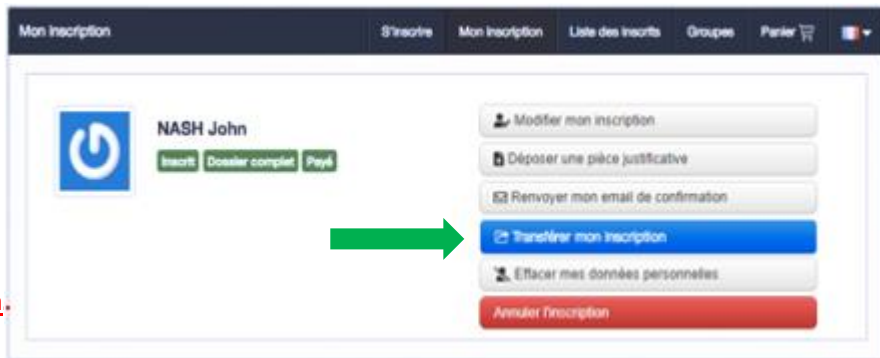 Mon inscription
S'inscrire Mon inscription Liste des inscrits Groupes Panier
NASH John
Inscrit Dossier complet Payé
Modifier mon inscription
Déposer une pièce justificative
Renvoyer mon email de confirmation
Transférer mon inscription
Effacer mes données personnelles
Annuler l'inscription